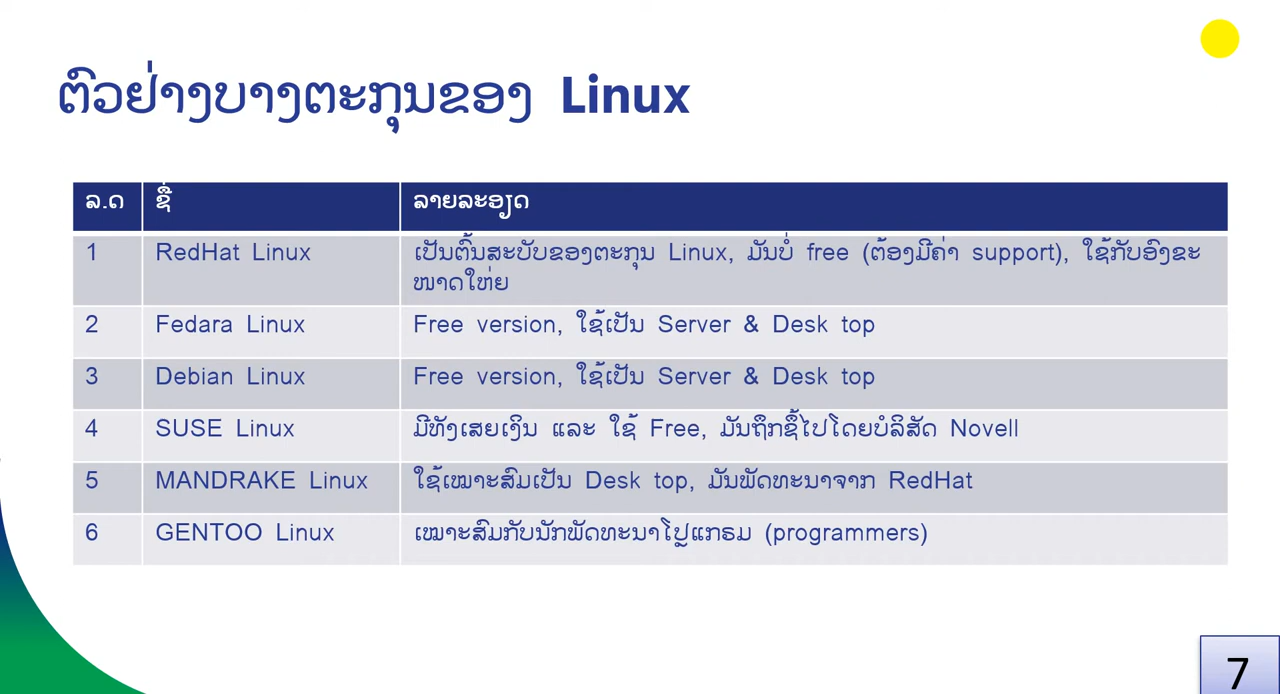 ຕົວຢ່າງບາງຕະກຸນຂອງ Linux
ລ.ດ ຊື່ ລາຍລະອຽດ
1 RedHat Linux ເປັນຕົ້ນສະບັບຂອງຕະກຸນ Linux, ມັນບໍ່ free (ຕ້ອງມີຄ່າ support), ໃຊ້ກັບອົງຂະ
ໜາດໃຫ່ຍ
2 Fedara Linux Free version, ໃຊ້ເປັນ Server & Desk top
3 Debian Linux Free version, ໃຊ້ເປັນ Server & Desk top
4 SUSE Linux ມີທັງເສຍເງິນ ແລະ ໃຊ້ Free, ມັນຖຶກຊື້ໄປໂດຍບໍລິສັດ Novell
5 MANDRAKE Linux ໃຊ້ເໝາະສົມເປັນ Desk top, ມັນພັດທະນາຈາກ RedHat
6 GENTOO Linux ເໝາະສົມກັບນັກພັດທະນາໂປຼແກຣມ (programmers)
7